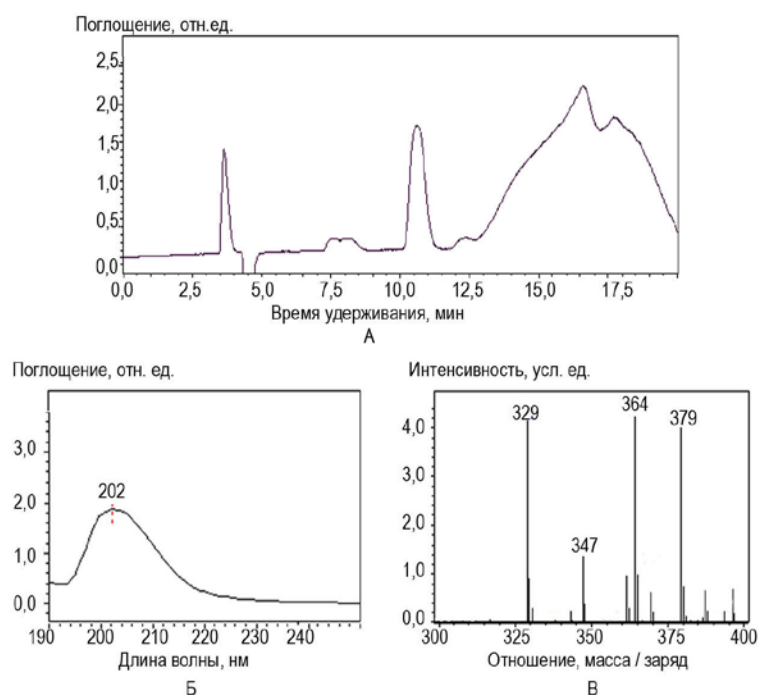 Поглощение, отн.ед.
2,5
2,0
1,5
1,0
0,5
0,0
0,0 2,5 5,0 7,5 10,0 12,5 15,0 17,5
Время удерживания, мин
А
Поглощение, отн. ед.
3,0
2,0
1,0
0,0
202
190 200 210 220 230 240
Длина волны, нм
Б
Интенсивность, усл. ед.
4,0
3,0
2,0
1,0
0,0
329 347 364 379
300 325 350 375 400
Отношение, масса / заряд
В